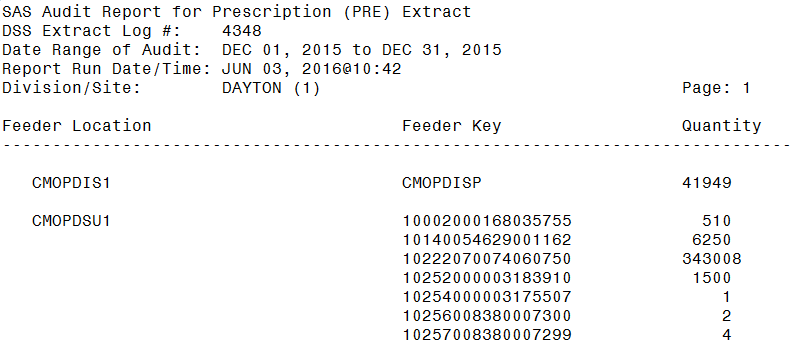 SAS Audit Report for Prescription (PRE) Extract
DSS Extract Log #:    4348
Date Range of Audit:  DEC 01, 2015 to DEC 31, 2015
Report Run Date/Time: JUN 03, 2016@10:42
Division/Site:        DAYTON (1)                                    Page: 1
Feeder Location                         Feeder Key                  Quantity
-------------------------------------------------------------------------------
   CMOPDIS1                             CMOPDISP                    41949
   CMOPDSU1                             10002000168035755             510
                                        10140054629001162            6250
                                        10222070074060750           343008
                                        10252000003183910            1500
                                        10254000003175507               1
                                        10256008380007300               2
                                        10257008380007299               4